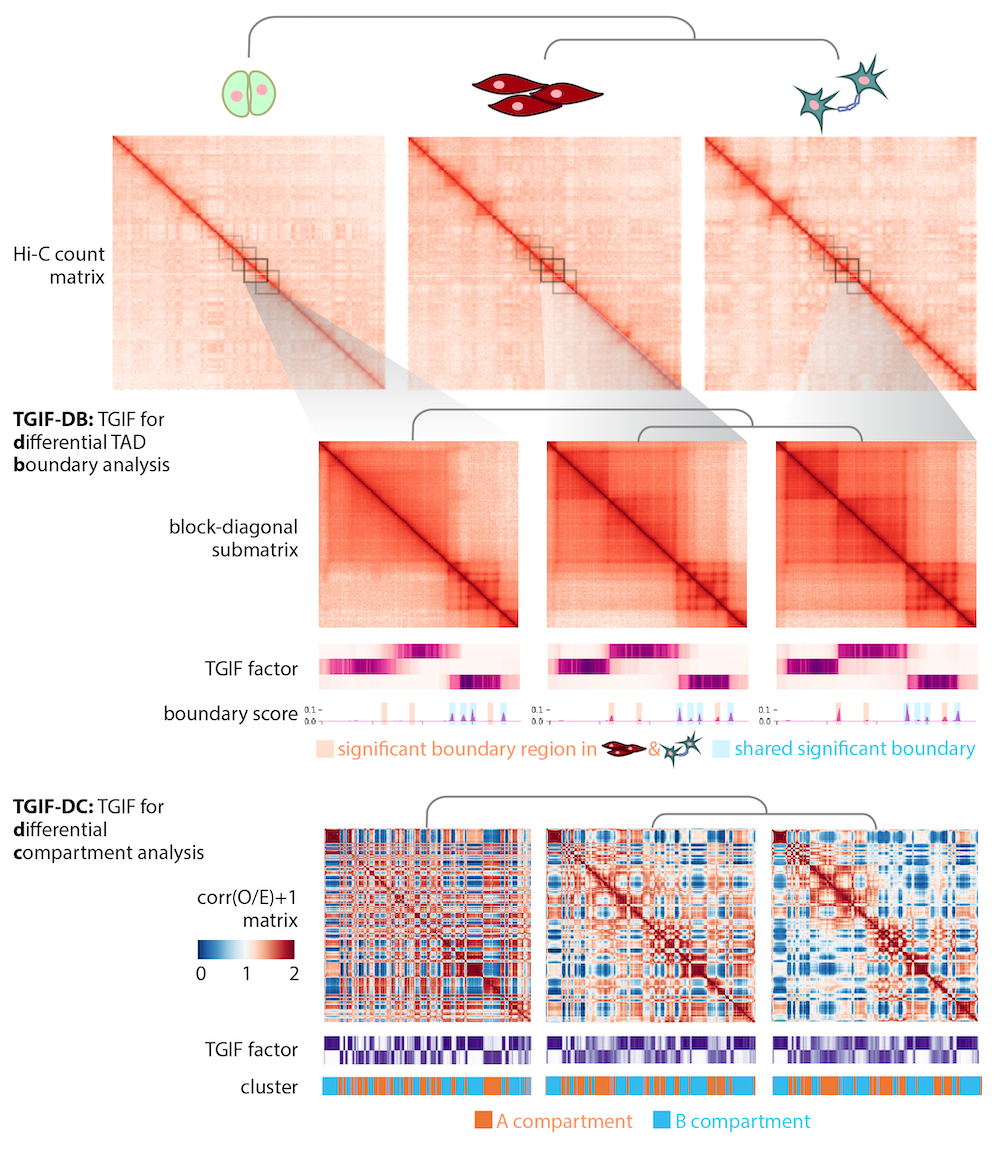 Hi-C count
matrix
TGIF-DB: TGIF for
differential TAD
boundary analysis
block-diagonal
submatrix
TGIF factor
boundary score
0.1
0.0
0.1
0.0
0.1
0.0
significant boundary region in
&
shared significant boundary
TGIF-DC: TGIF for
differential
compartment analysis
corr(O/E)+1
matrix
0 1 2
TGIF factor
cluster
A compartment
B compartment